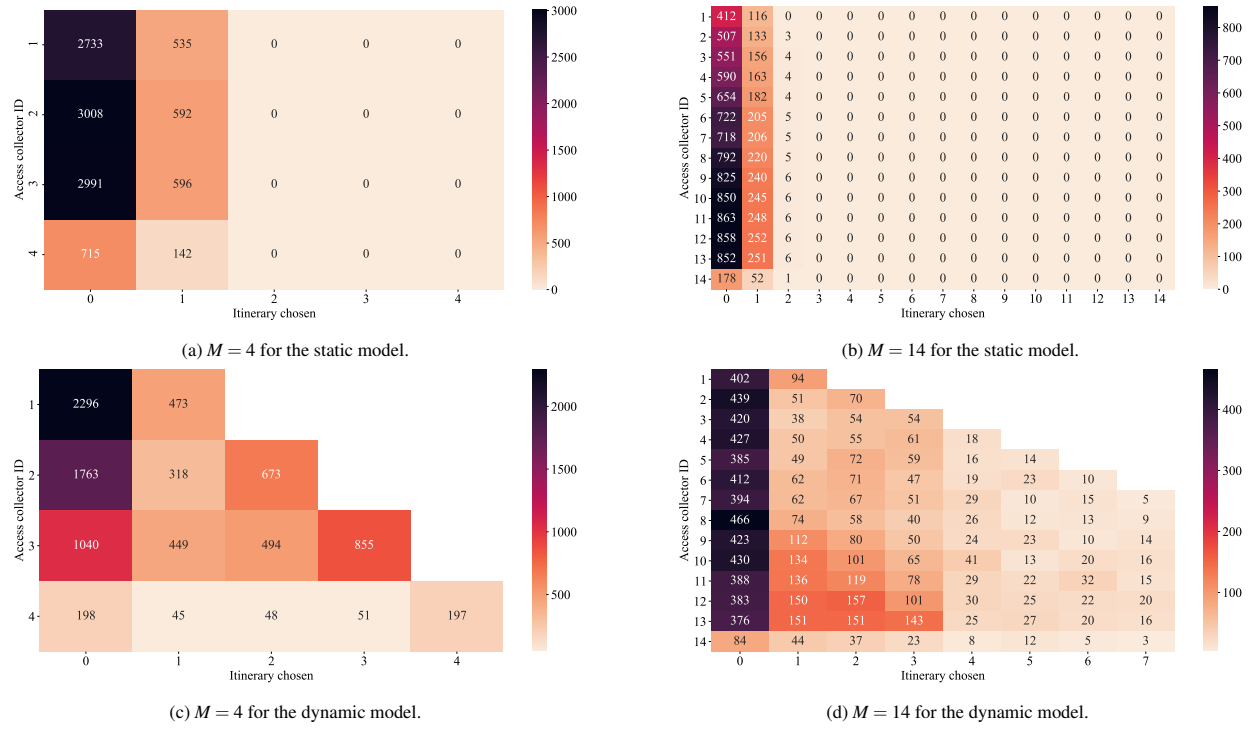 3000
2500
2000
1500
1000
500
0
Access collector ID
1 2733 535 0 0 0
2 3008 592 0 0 0
3 2991 596 0 0 0
4 715 142 0 0 0
0 1 2 3 4
Itinerary chosen
(a) M = 4 for the static model.
800
700
600
500
400
300
200
100
0
Access collector ID
1 412 116 0 0 0 0 0 0 0 0 0 0 0 0 0
2 507 133 3 0 0 0 0 0 0 0 0 0 0 0 0
3 551 156 4 0 0 0 0 0 0 0 0 0 0 0 0
4 590 163 4 0 0 0 0 0 0 0 0 0 0 0 0
5 654 182 4 0 0 0 0 0 0 0 0 0 0 0 0
6 722 205 5 0 0 0 0 0 0 0 0 0 0 0 0
7 718 206 5 0 0 0 0 0 0 0 0 0 0 0 0
8 792 220 5 0 0 0 0 0 0 0 0 0 0 0 0
9 825 240 6 0 0 0 0 0 0 0 0 0 0 0 0
10 850 245 6 0 0 0 0 0 0 0 0 0 0 0 0
11 863 248 6 0 0 0 0 0 0 0 0 0 0 0 0
12 858 252 6 0 0 0 0 0 0 0 0 0 0 0 0
13 852 251 6 0 0 0 0 0 0 0 0 0 0 0 0
14 178 52 1 0 0 0 0 0 0 0 0 0 0 0 0
0 1 2 3 4 5 6 7 8 9 10 11 12 13 14
Itinerary chosen
(b) M = 14 for the static model.
2000
1500
1000
500
Access collector ID
1 2296 473
2 1763 318 673
3 1040 449 494 855
4 198 45 48 51 197
0 1 2 3 4
Itinerary chosen
(c) M = 4 for the dynamic model.
400
300
200
100
Access collector ID
1 402 94
2 439 51 70
3 420 38 54 54
4 427 50 55 61 18
5 385 49 72 59 16 14
6 412 62 71 47 19 23 10
7 394 62 67 51 29 10 15 5
8 466 74 58 40 26 12 13 9
9 423 112 80 50 24 23 10 14
10 430 134 101 65 41 13 20 16
11 388 136 119 78 29 22 32 15
12 383 150 157 101 30 25 22 20
13 376 151 151 143 25 27 20 16
14 84 44 37 23 8 12 5 3
0 1 2 3 4 5 6 7
Itinerary chosen
(d) M = 14 for the dynamic model.